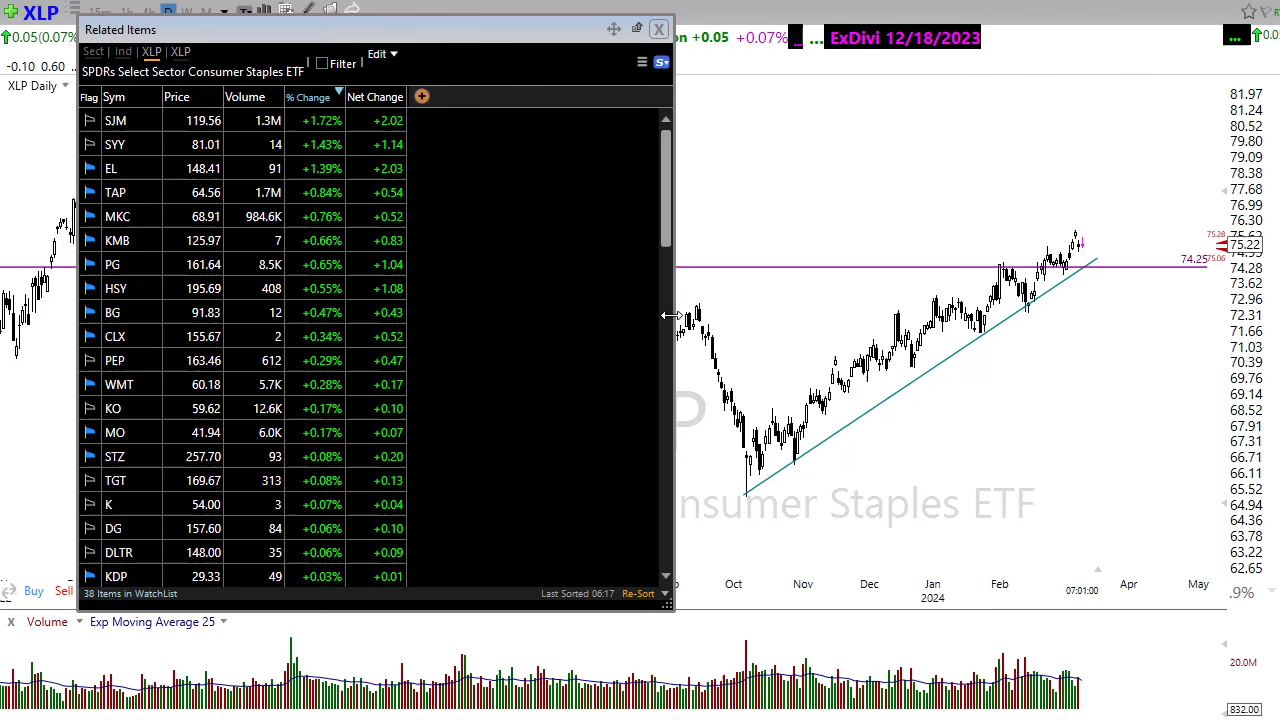 XLP 15m 1h 4h D W M
0.05(0.07%
on +0.05 +0.07% ... ExDivi 12/18/2023 ... 0.05
-0.10 0.60
XLP Daily
Related Items
Sect Ind XLP XLP Edit
SPDRs Select Sector Consumer Staples ETF Filter
Flag Sym Price Volume % Change Net Change
SJM 119.56 1.3M +1.72% +2.02
SYY 81.01 14 +1.43% +1.14
EL 148.41 91 +1.39% +2.03
TAP 64.56 1.7M +0.84% +0.54
MKC 68.91 984.6K +0.76% +0.52
KMB 125.97 7 +0.66% +0.83
PG 161.64 8.5K +0.65% +1.04
HSY 195.69 408 +0.55% +1.08
BG 91.83 12 +0.47% +0.43
CLX 155.67 2 +0.34% +0.52
PEP 163.46 612 +0.29% +0.47
WMT 60.18 5.7K +0.28% +0.17
KO 59.62 12.6K +0.17% +0.10
MO 41.94 6.0K +0.17% +0.07
STZ 257.70 93 +0.08% +0.20
TGT 169.67 313 +0.08% +0.13
K 54.00 3 +0.07% +0.04
DG 157.60 84 +0.06% +0.10
DLTR 148.00 35 +0.06% +0.09
KDP 29.33 49 +0.03% +0.01
38 Items in WatchList Last Sorted 06:17 Re-Sort
Buy Sell
P
nsumer Staples ETF
81.97
81.24
80.52
79.80
79.09
78.38
77.68
76.99
76.30
75.28
75.22
74.25 75.06
74.28
73.62
72.96
72.31
71.66
71.03
70.39
69.76
69.14
68.52
67.91
67.31
66.71
66.11
65.52
64.94
64.36
63.78
63.22
62.65
Oct Nov Dec Jan Feb Apr May
2024 07:01:00
.9%
X Volume Exp Moving Average 25
20.0M
832.00